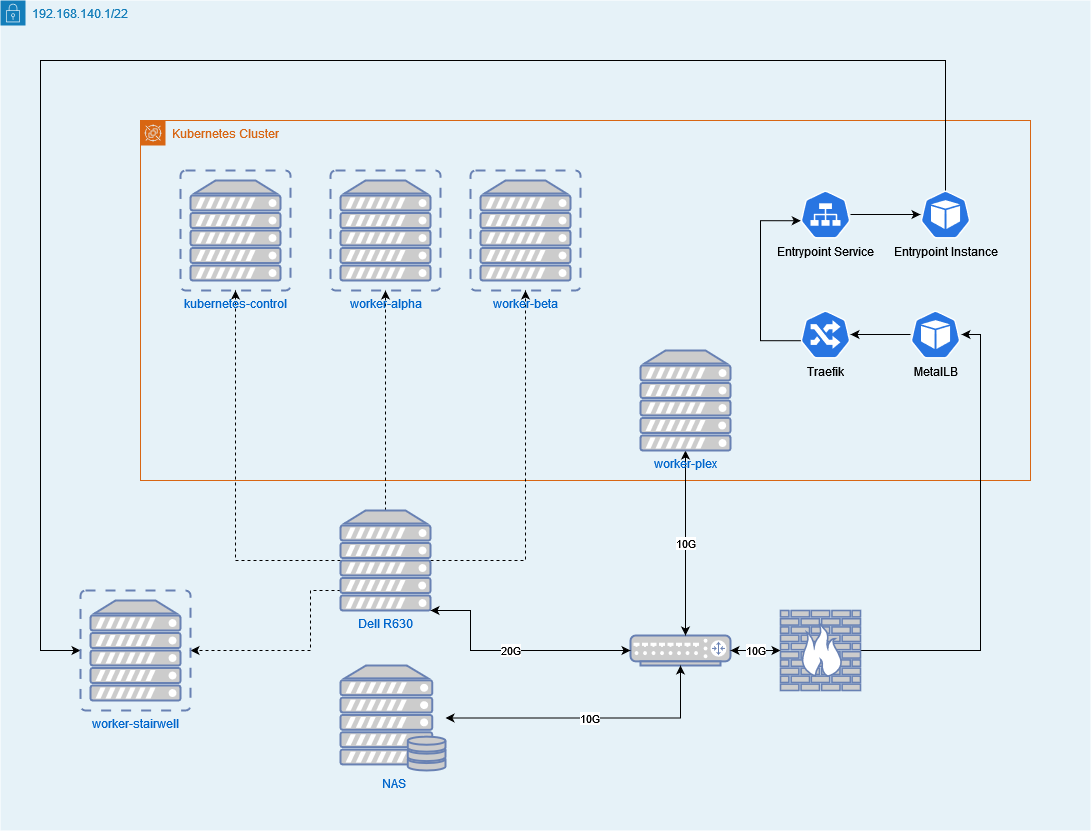 192.168.140.1/22
Kubernetes Cluster
kubernetes-control
worker-alpha
worker-beta
Entrypoint Service
Entrypoint Instance
Traefik
MetalLB
worker-plex
10G
Dell R630
20G
10G
worker-stairwell
10G
NAS